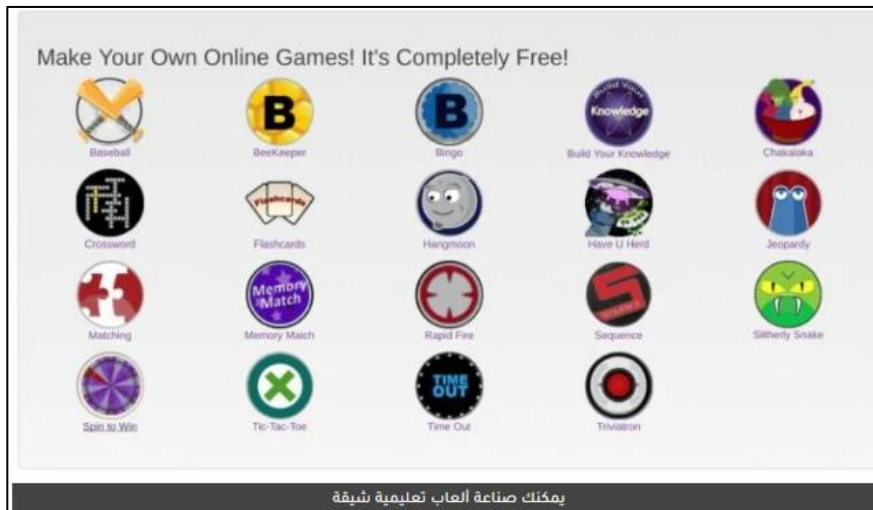 Make Your Own Online Games! It's Completely Free!
B
B
Build Your
Knowledge
Baseball
BeeKeeper
Bingo
Build Your Knowledge
Chakalaka
Flashcards
Crossword
Flashcards
Hangmoon
Have U Herd
Jeopardy
Memory
Match
S
SEQUENCE
Matching
Memory Match
Rapid Fire
Sequence
Slitherly Snake
TIME
OUT
Spin to Win
Tic-Tac-Toe
Time Out
Triviatron
يمكنك صناعة ألعاب تعليمية شيقة